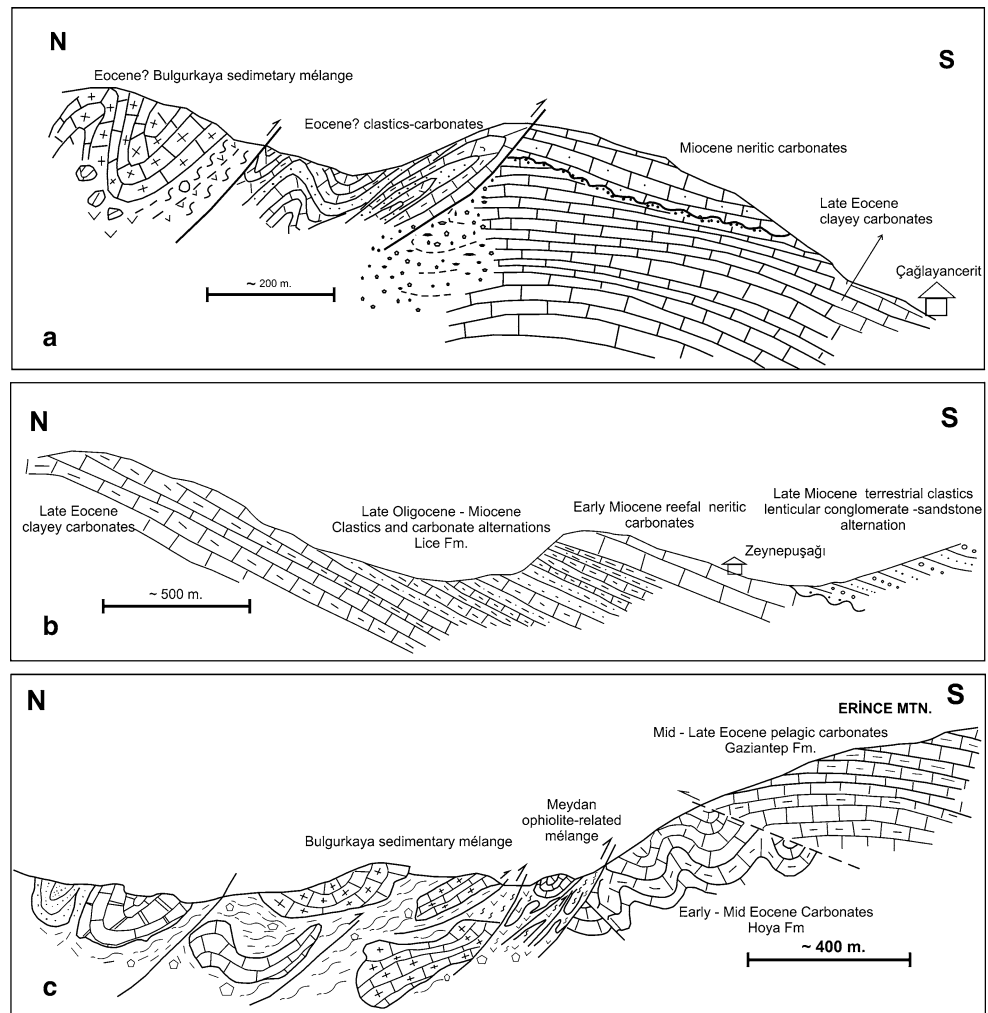 N
S
Eocene? Bulgurkaya sedimetary mélange
Eocene? clastics-carbonates
Miocene neritic carbonates
Late Eocene
clayey carbonates
Çağlayancerit
~ 200 m.
a
N
S
Late Eocene
clayey carbonates
Late Oligocene - Miocene
Clastics and carbonate alternations
Lice Fm.
Early Miocene reefal neritic
carbonates
Late Miocene terrestrial clastics
lenticular conglomerate -sandstone
alternation
Zeynepuşağı
~ 500 m.
b
N
S
ERİNCE MTN.
Mid - Late Eocene pelagic carbonates
Gaziantep Fm.
Meydan
ophiolite-related
mélange
Bulgurkaya sedimentary mélange
Early - Mid Eocene Carbonates
Hoya Fm
~ 400 m.
c